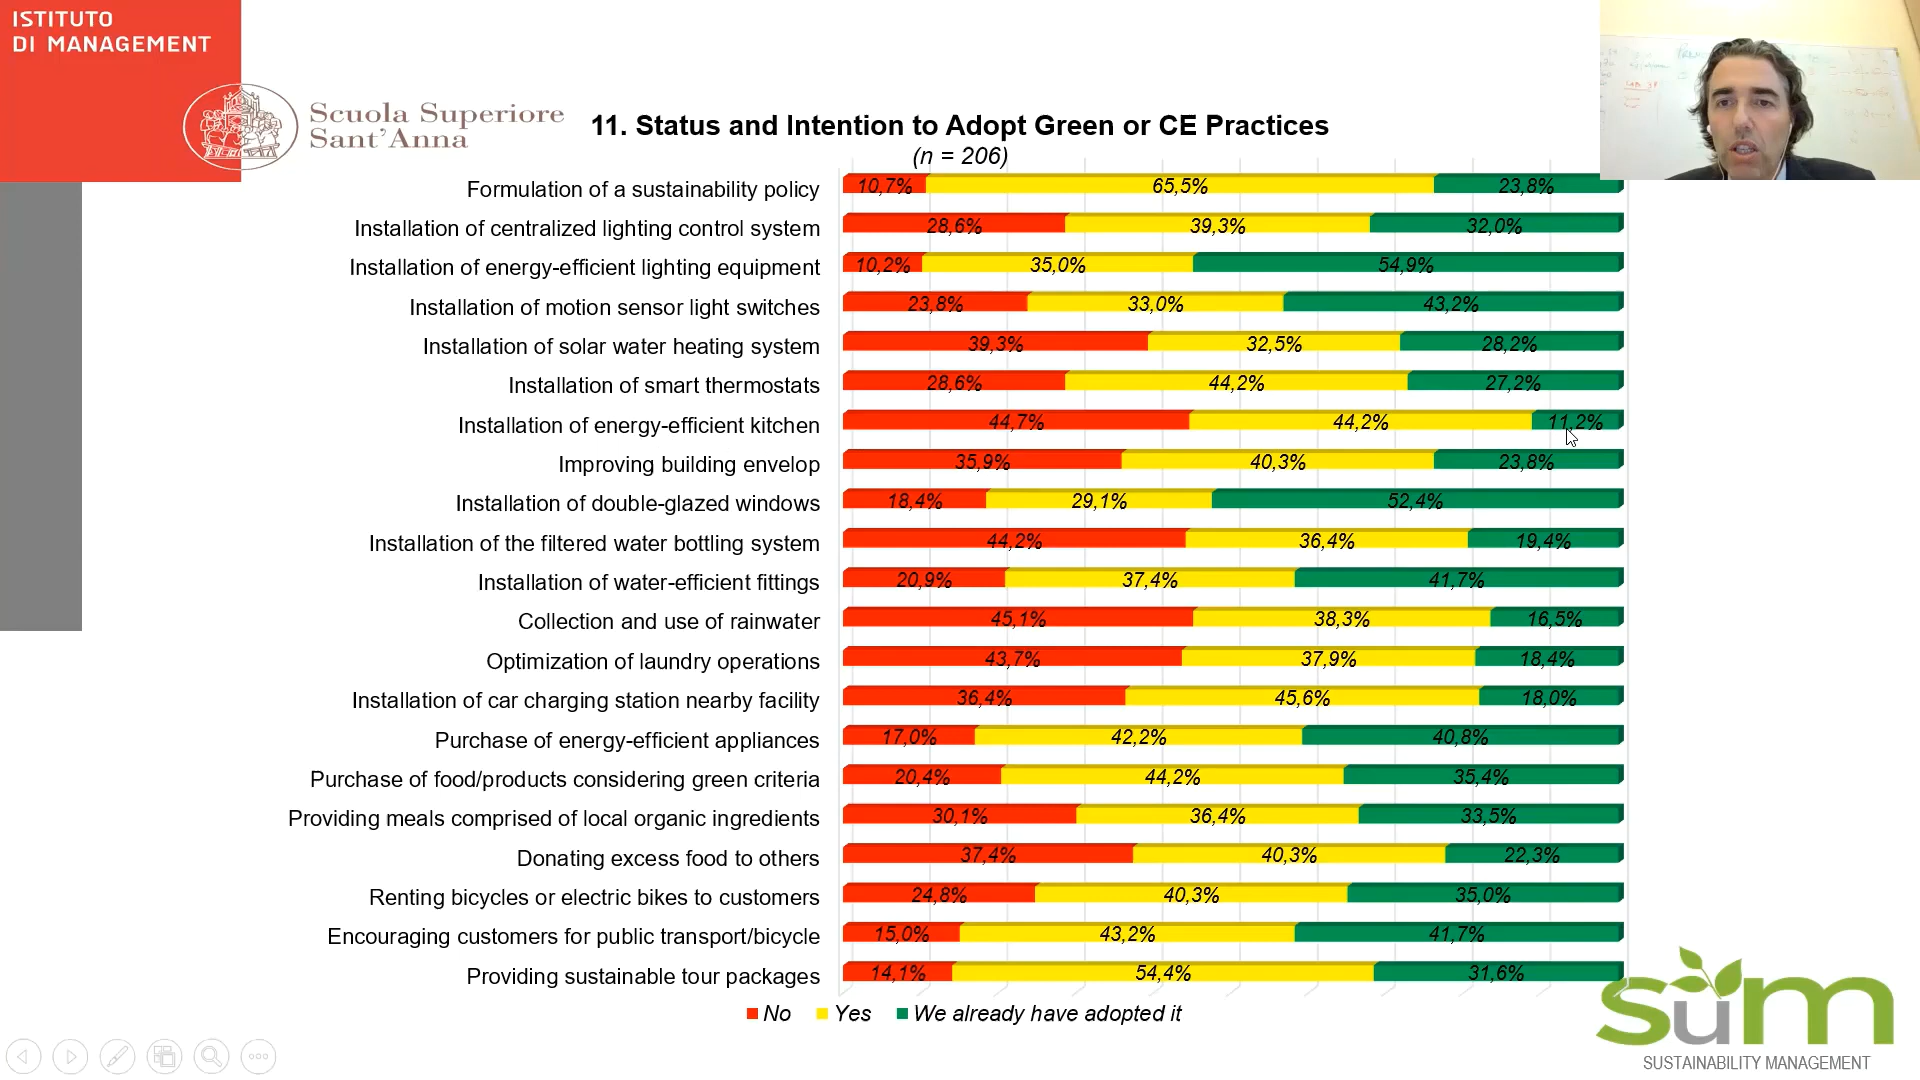 ISTITUTO
DI MANAGEMENT
Scuola Superiore
Sant'Anna
11. Status and Intention to Adopt Green or CE Practices
(n = 206)
Formulation of a sustainability policy 10,7% 65,5% 23,8%
Installation of centralized lighting control system 28,6% 39,3% 32,0%
Installation of energy-efficient lighting equipment 10,2% 35,0% 54,9%
Installation of motion sensor light switches 23,8% 33,0% 43,2%
Installation of solar water heating system 39,3% 32,5% 28,2%
Installation of smart thermostats 28,6% 44,2% 27,2%
Installation of energy-efficient kitchen 44,7% 44,2% 11,2%
Improving building envelop 35,9% 40,3% 23,8%
Installation of double-glazed windows 18,4% 29,1% 52,4%
Installation of the filtered water bottling system 44,2% 36,4% 19,4%
Installation of water-efficient fittings 20,9% 37,4% 41,7%
Collection and use of rainwater 45,1% 38,3% 16,5%
Optimization of laundry operations 43,7% 37,9% 18,4%
Installation of car charging station nearby facility 36,4% 45,6% 18,0%
Purchase of energy-efficient appliances 17,0% 42,2% 40,8%
Purchase of food/products considering green criteria 20,4% 44,2% 35,4%
Providing meals comprised of local organic ingredients 30,1% 36,4% 33,5%
Donating excess food to others 37,4% 40,3% 22,3%
Renting bicycles or electric bikes to customers 24,8% 40,3% 35,0%
Encouraging customers for public transport/bicycle 15,0% 43,2% 41,7%
Providing sustainable tour packages 14,1% 54,4% 31,6%
No Yes We already have adopted it
sum
SUSTAINABILITY MANAGEMENT